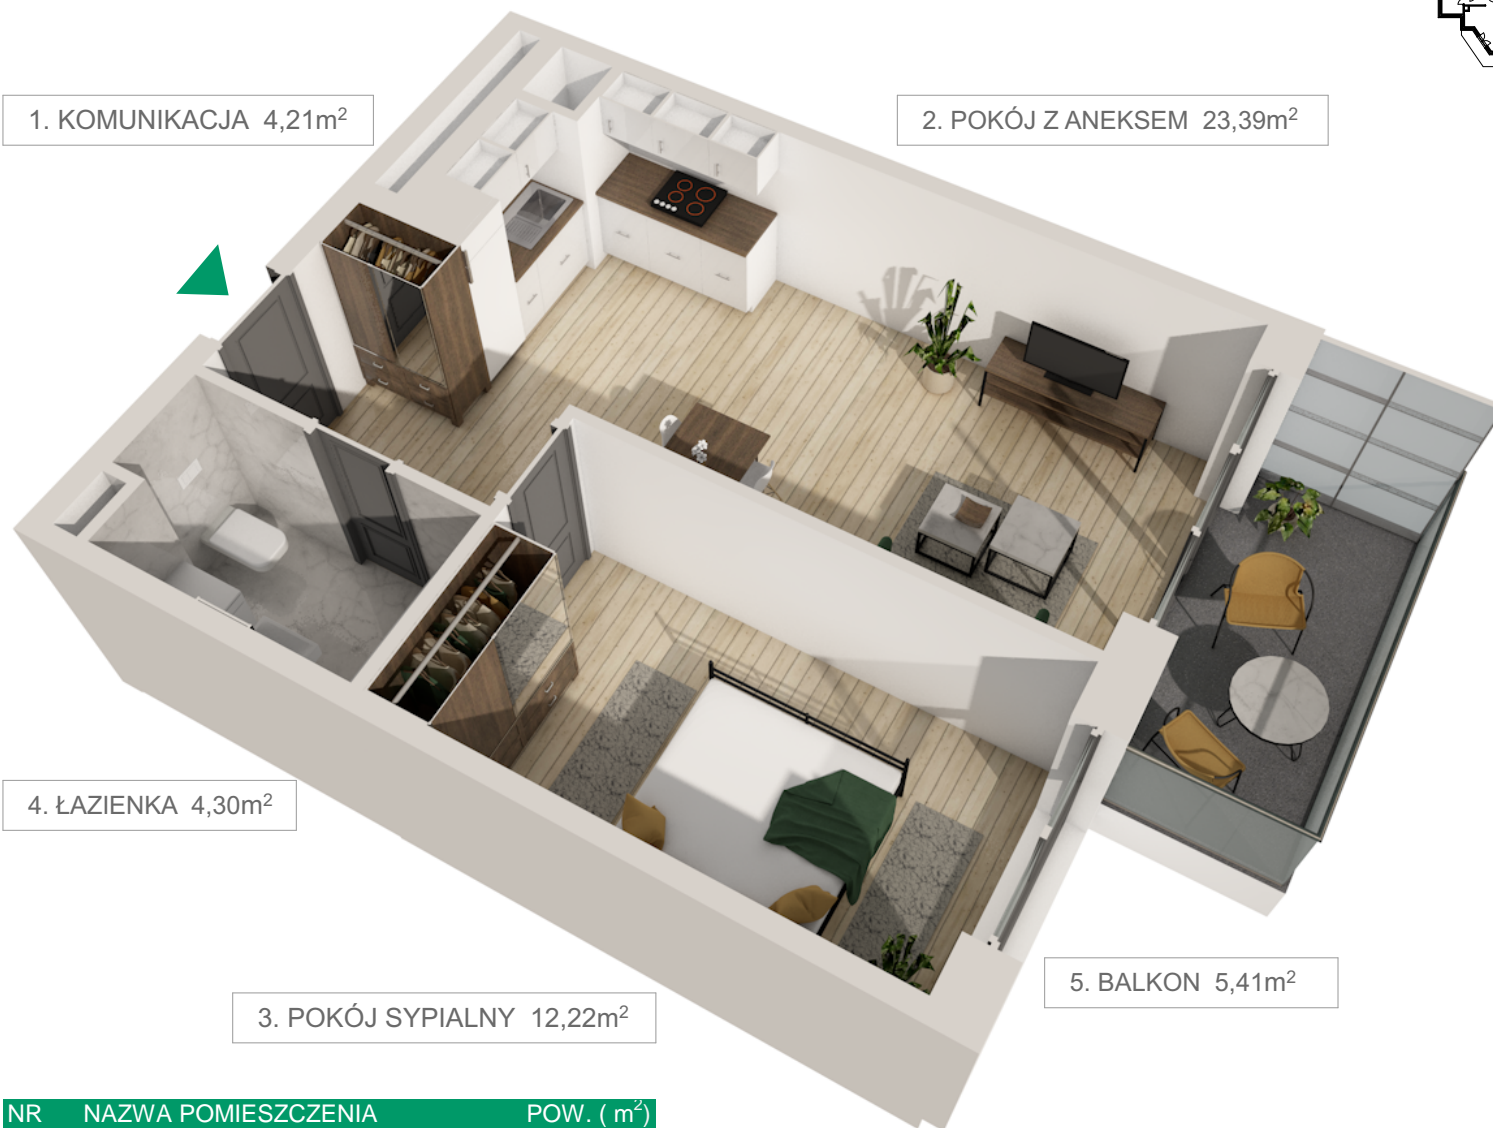 1. KOMUNIKACJA 4,21m²
2. POKÓJ Z ANEKSEM 23,39m²
4. ŁAZIENKA 4,30m²
5. BALKON 5,41m²
3. POKÓJ SYPIALNY 12,22m²
NR NAZWA POMIESZCZENIA POW. ( m²)